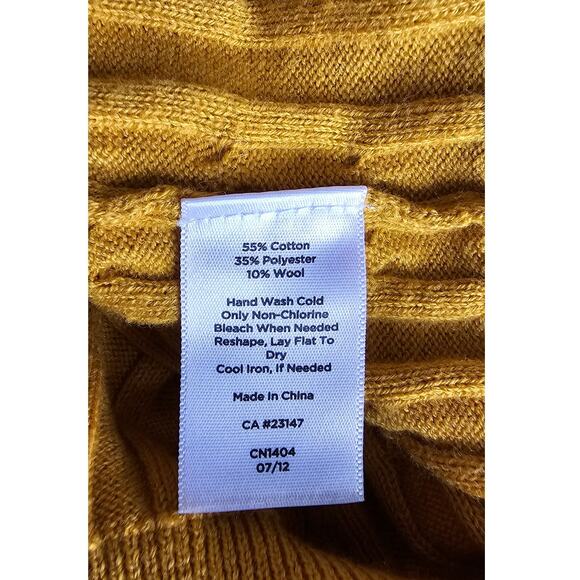 55% Cotton
35% Polyester
10% Wool
Hand Wash Cold
Only Non-Chlorine
Bleach When Needed
Reshape, Lay Flat To
Dry
Cool Iron, If Needed
Made In China
CA #23147
CN1404
07/12